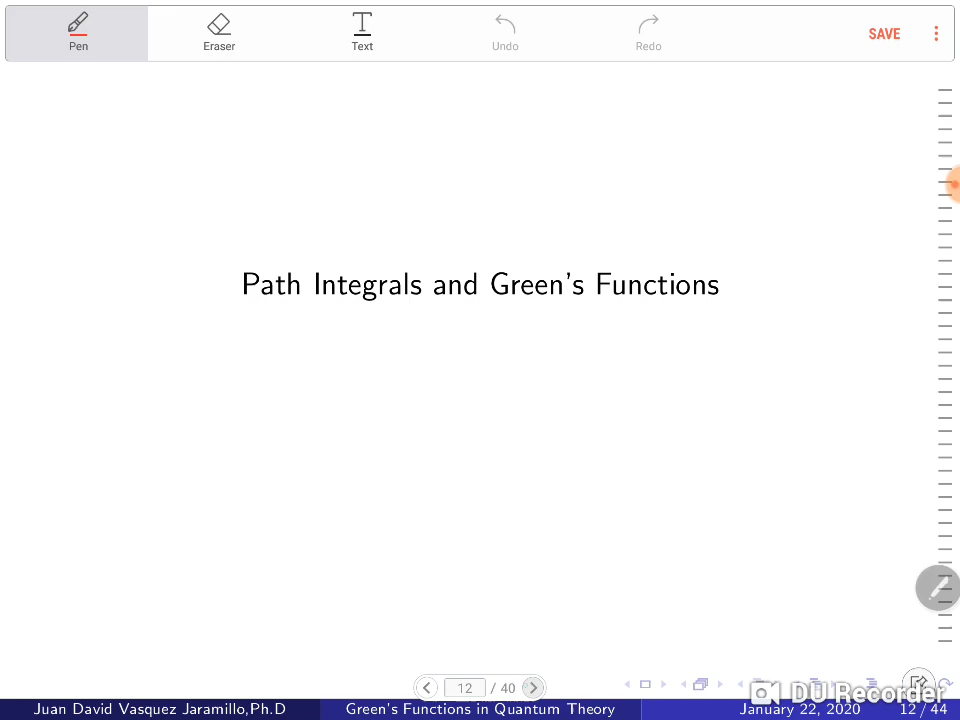 Pen Eraser Text Undo Redo SAVE
Path Integrals and Green's Functions
12 / 40
DU Recorder
Juan David Vasquez Jaramillo,Ph.D Green's Functions in Quantum Theory January 22, 2020 12 / 44